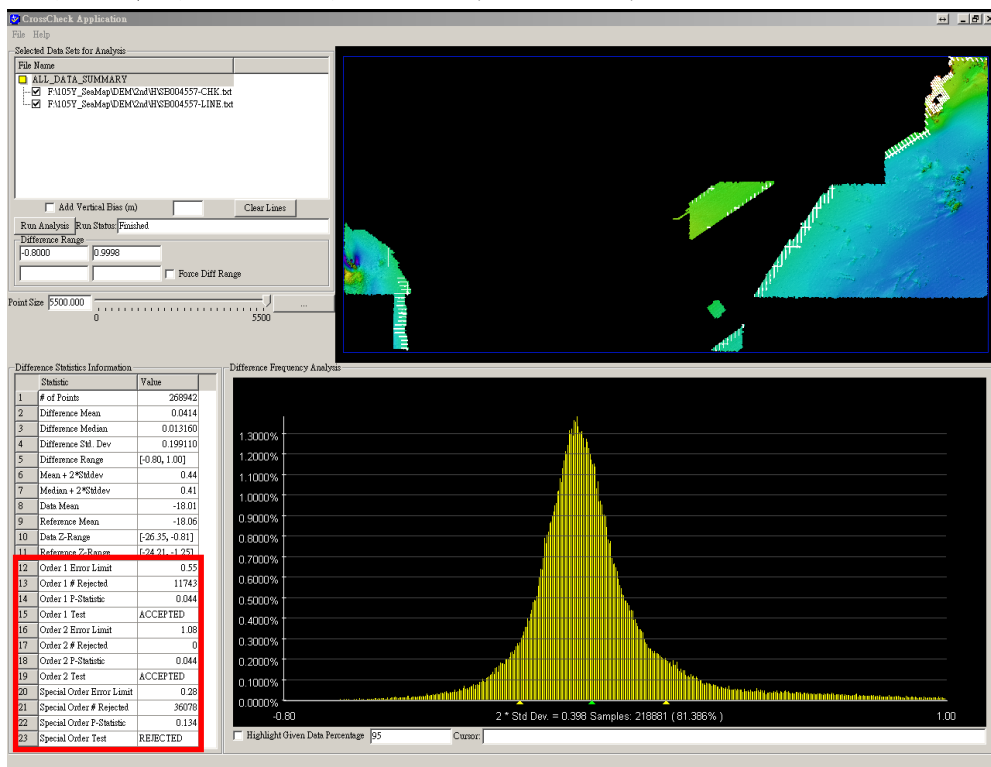 CrossCheck Application
File Help
Selected Data Sets for Analysis
File Name
ALL_DATA_SUMMARY
F:\105Y_SeaMap\DEM\2nd\H\SB004557-CHK.txt
F:\105Y_SeaMap\DEM\2nd\H\SB004557-LINE.txt
Add Vertical Bias (m) Clear Lines
Run Analysis Run Status: Finished
Difference Range
-0.8000 0.9998
Force Diff Range
Point Size 5500.000 ...
0 5500
Difference Statistics Information
Statistic Value
1 # of Points 268942
2 Difference Mean 0.0414
3 Difference Median 0.013160
4 Difference Std. Dev 0.199110
5 Difference Range [-0.80, 1.00]
6 Mean + 2*Stddev 0.44
7 Median + 2*Stddev 0.41
8 Data Mean -18.01
9 Reference Mean -18.06
10 Data Z-Range [-26.35, -0.81]
11 Reference Z-Range [-24.21, -1.25]
12 Order 1 Error Limit 0.55
13 Order 1 # Rejected 11743
14 Order 1 P-Statistic 0.044
15 Order 1 Test ACCEPTED
16 Order 2 Error Limit 1.08
17 Order 2 # Rejected 0
18 Order 2 P-Statistic 0.044
19 Order 2 Test ACCEPTED
20 Special Order Error Limit 0.28
21 Special Order # Rejected 36078
22 Special Order P-Statistic 0.134
23 Special Order Test REJECTED
Difference Frequency Analysis
1.3000%
1.2000%
1.1000%
1.0000%
0.9000%
0.8000%
0.7000%
0.6000%
0.5000%
0.4000%
0.3000%
0.2000%
0.1000%
0.0000%
-0.80 2 * Std Dev. = 0.398 Samples: 218881 ( 81.386% ) 1.00
Highlight Given Data Percentage 95 Cursor: